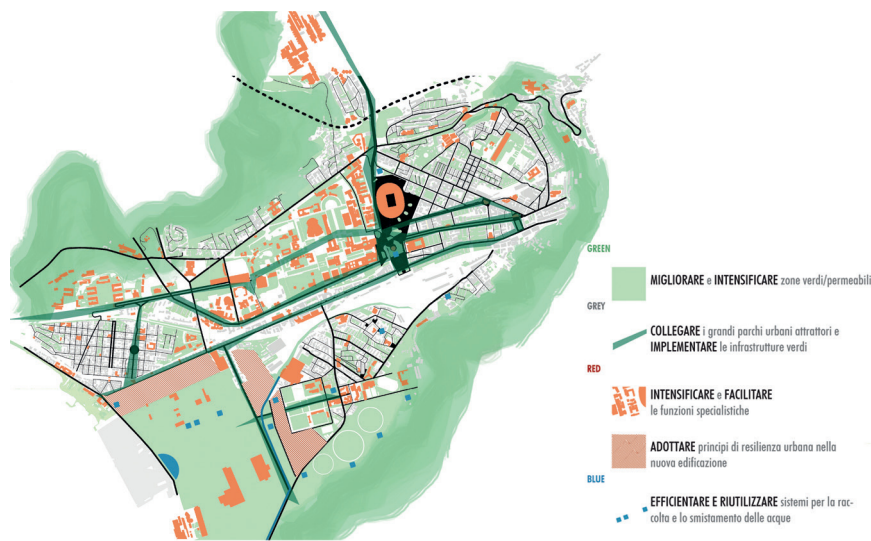 GREEN
MIGLIORARE e INTENSIFICARE zone verdi/permeabili
GREY
COLLEGARE i grandi parchi urbani attrattori e
IMPLEMENTARE le infrastrutture verdi
RED
INTENSIFICARE e FACILITARE
le funzioni specialistiche
ADOTTARE principi di resilienza urbana nella
nuova edificazione
BLUE
EFFICIENTARE E RIUTILIZZARE sistemi per la rac-
colta e lo smistamento delle acque